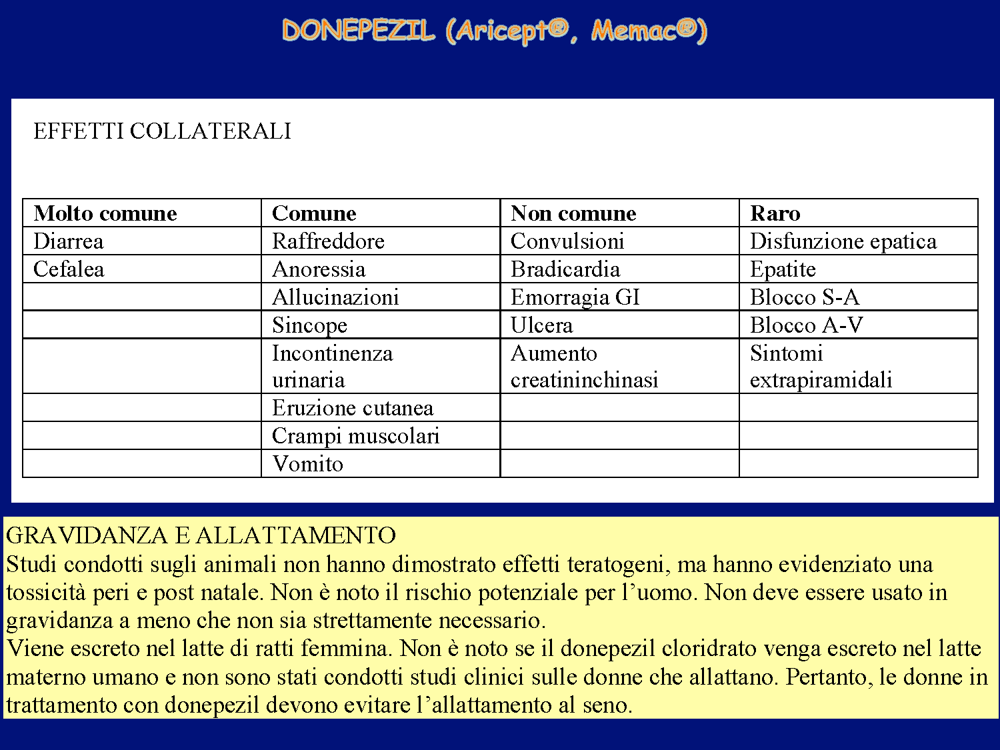 DONEPEZIL (Aricept®, Memac®)
EFFETTI COLLATERALI
Molto comune Comune Non comune Raro
Diarrea Raffreddore Convulsioni Disfunzione epatica
Cefalea Anoressia Bradicardia Epatite
Allucinazioni Emorragia GI Blocco S-A
Sincope Ulcera Blocco A-V
Incontinenza Aumento Sintomi
urinaria creatininchinasi extrapiramidali
Eruzione cutanea
Crampi muscolari
Vomito
GRAVIDANZA E ALLATTAMENTO
Studi condotti sugli animali non hanno dimostrato effetti teratogeni, ma hanno evidenziato una
tossicità peri e post natale. Non è noto il rischio potenziale per l’uomo. Non deve essere usato in
gravidanza a meno che non sia strettamente necessario.
Viene escreto nel latte di ratti femmina. Non è noto se il donepezil cloridrato venga escreto nel latte
materno umano e non sono stati condotti studi clinici sulle donne che allattano. Pertanto, le donne in
trattamento con donepezil devono evitare l’allattamento al seno.